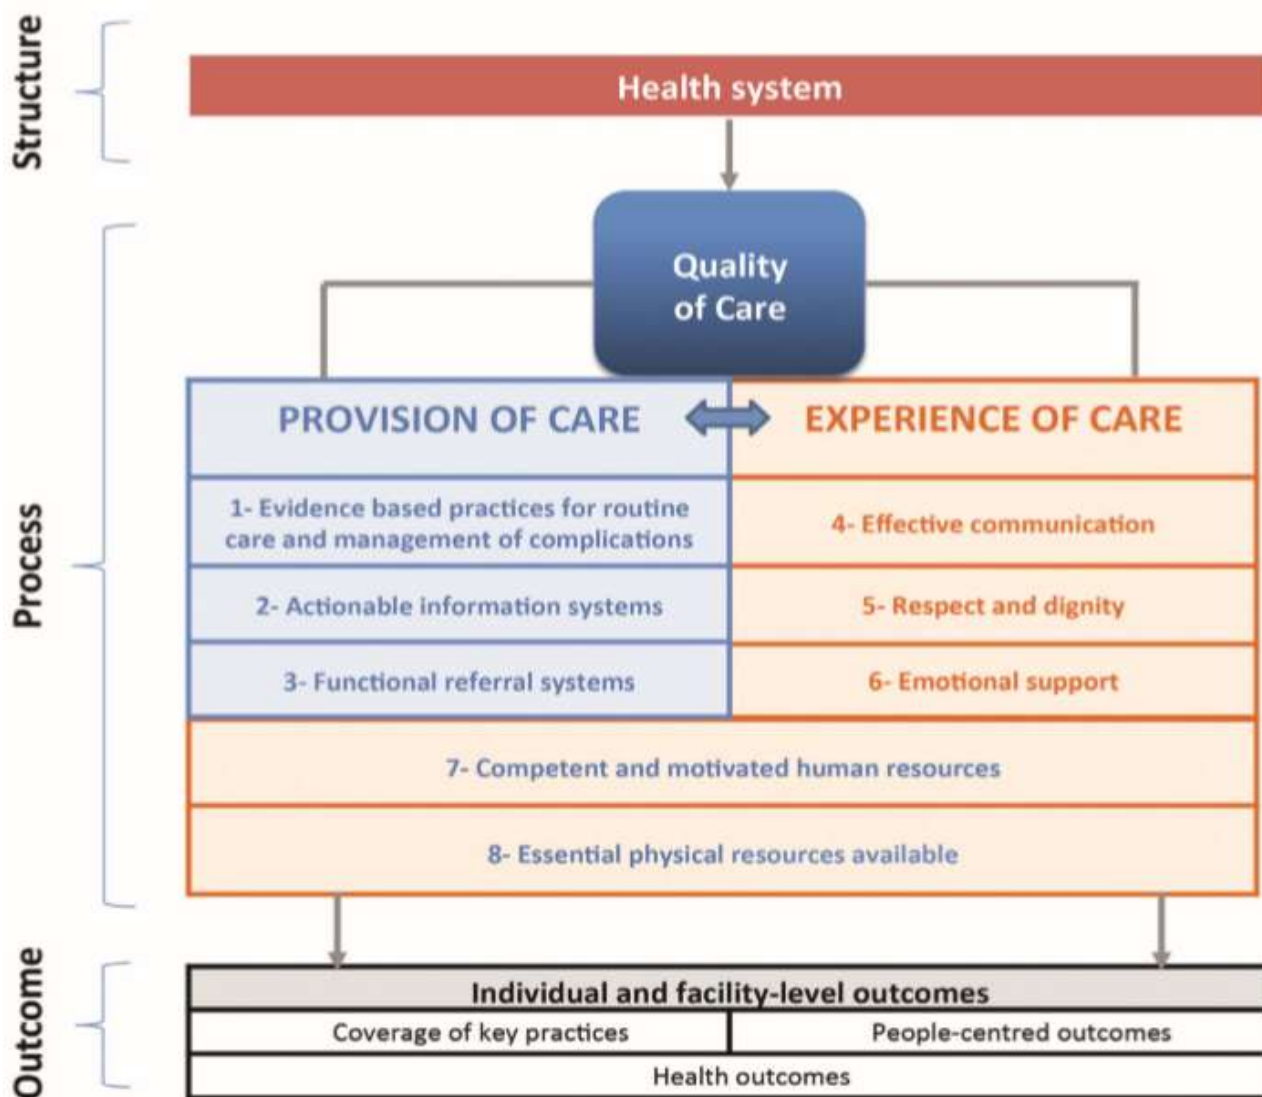 Structure
Health system
Process
Quality
of Care
PROVISION OF CARE
EXPERIENCE OF CARE
1- Evidence based practices for routine
care and management of complications
4- Effective communication
2- Actionable information systems
5- Respect and dignity
3- Functional referral systems
6- Emotional support
7- Competent and motivated human resources
8- Essential physical resources available
Outcome
Individual and facility-level outcomes
Coverage of key practices
People-centred outcomes
Health outcomes